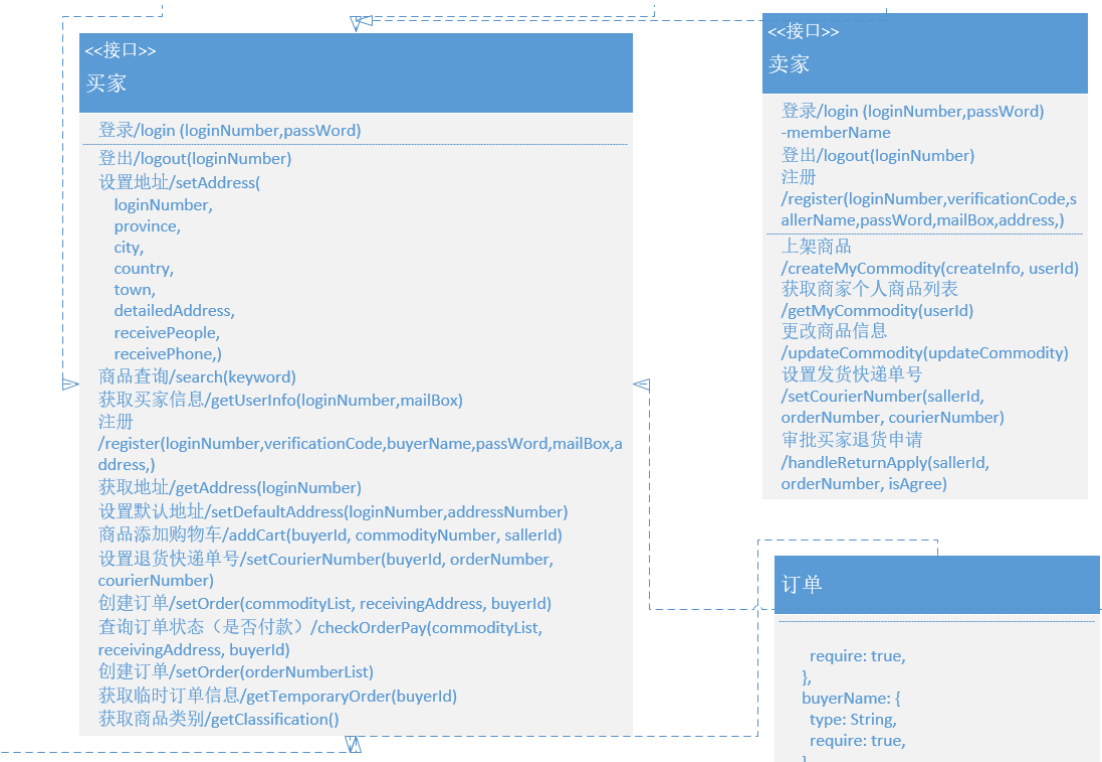 <<接口>>
买家
登录/login (loginNumber,passWord)
登出/logout(loginNumber)
设置地址/setAddress(
loginNumber,
province,
city,
country,
town,
detailedAddress,
receivePeople,
receivePhone,)
商品查询/search(keyword)
获取买家信息/getUserInfo(loginNumber,mailBox)
注册
/register(loginNumber,verificationCode,buyerName,passWord,mailBox,a
ddress,)
获取地址/getAddress(loginNumber)
设置默认地址/setDefaultAddress(loginNumber,addressNumber)
商品添加购物车/addCart(buyerId, commodityNumber, sallerId)
设置退货快递单号/setCourierNumber(buyerId, orderNumber,
courierNumber)
创建订单/setOrder(commodityList, receivingAddress, buyerId)
查询订单状态（是否付款）/checkOrderPay(commodityList,
receivingAddress, buyerId)
创建订单/setOrder(orderNumberList)
获取临时订单信息/getTemporaryOrder(buyerId)
获取商品类别/getClassification()
<<接口>>
卖家
登录/login (loginNumber,passWord)
-memberName
登出/logout(loginNumber)
注册
/register(loginNumber,verificationCode,s
allerName,passWord,mailBox,address,)
上架商品
/createMyCommodity(createInfo, userId)
获取商家个人商品列表
/getMyCommodity(userId)
更改商品信息
/updateCommodity(updateCommodity)
设置发货快递单号
/setCourierNumber(sallerId,
orderNumber, courierNumber)
审批买家退货申请
/handleReturnApply(sallerId,
orderNumber, isAgree)
订单
require: true,
},
buyerName: {
type: String,
require: true,
}